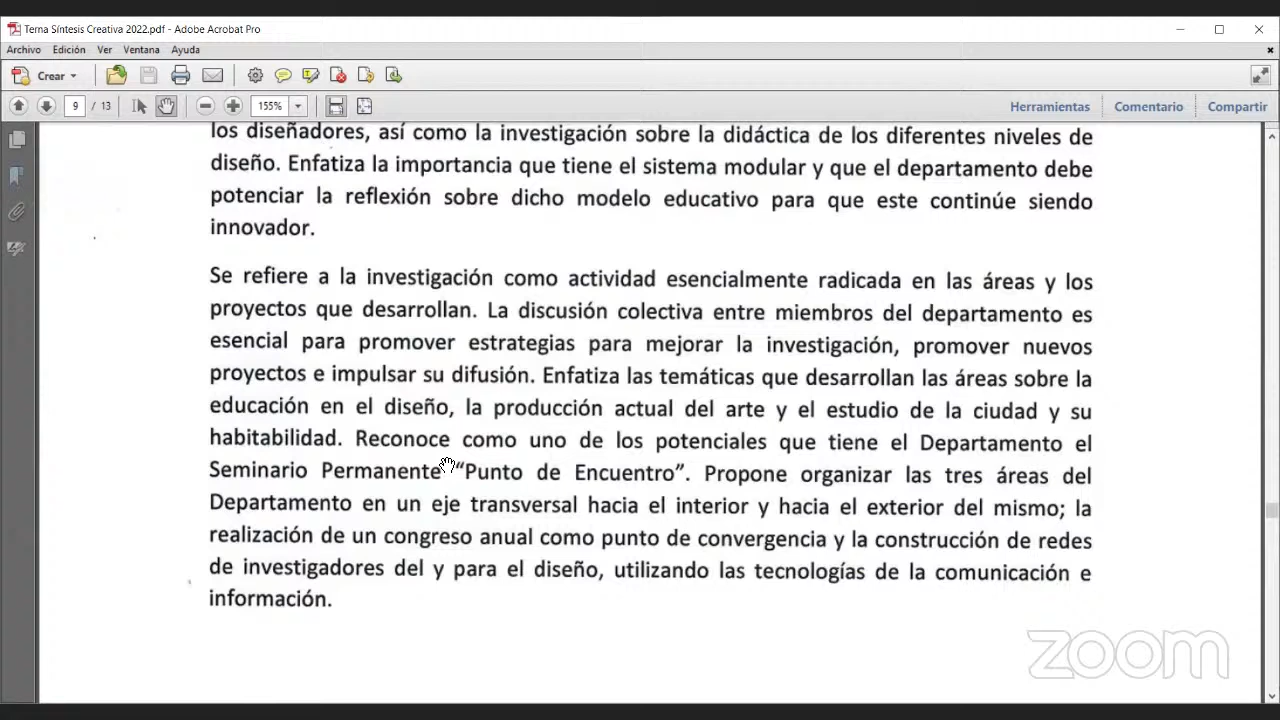 Tema Síntesis Creativa 2022.pdf - Adobe Acrobat Pro
Archivo Edición Ver Ventana Ayuda
Crear
9 / 13 155% Herramientas Comentario Compartir
los diseñadores, así como la investigación sobre la didáctica de los diferentes niveles de
diseño. Enfatiza la importancia que tiene el sistema modular y que el departamento debe
potenciar la reflexión sobre dicho modelo educativo para que este continúe siendo
innovador.
Se refiere a la investigación como actividad esencialmente radicada en las áreas y los
proyectos que desarrollan. La discusión colectiva entre miembros del departamento es
esencial para promover estrategias para mejorar la investigación, promover nuevos
proyectos e impulsar su difusión. Enfatiza las temáticas que desarrollan las áreas sobre la
educación en el diseño, la producción actual del arte y el estudio de la ciudad y su
habitabilidad. Reconoce como uno de los potenciales que tiene el Departamento el
Seminario Permanente “Punto de Encuentro”. Propone organizar las tres áreas del
Departamento en un eje transversal hacia el interior y hacia el exterior del mismo; la
realización de un congreso anual como punto de convergencia y la construcción de redes
de investigadores del y para el diseño, utilizando las tecnologías de la comunicación e
información.
zoom